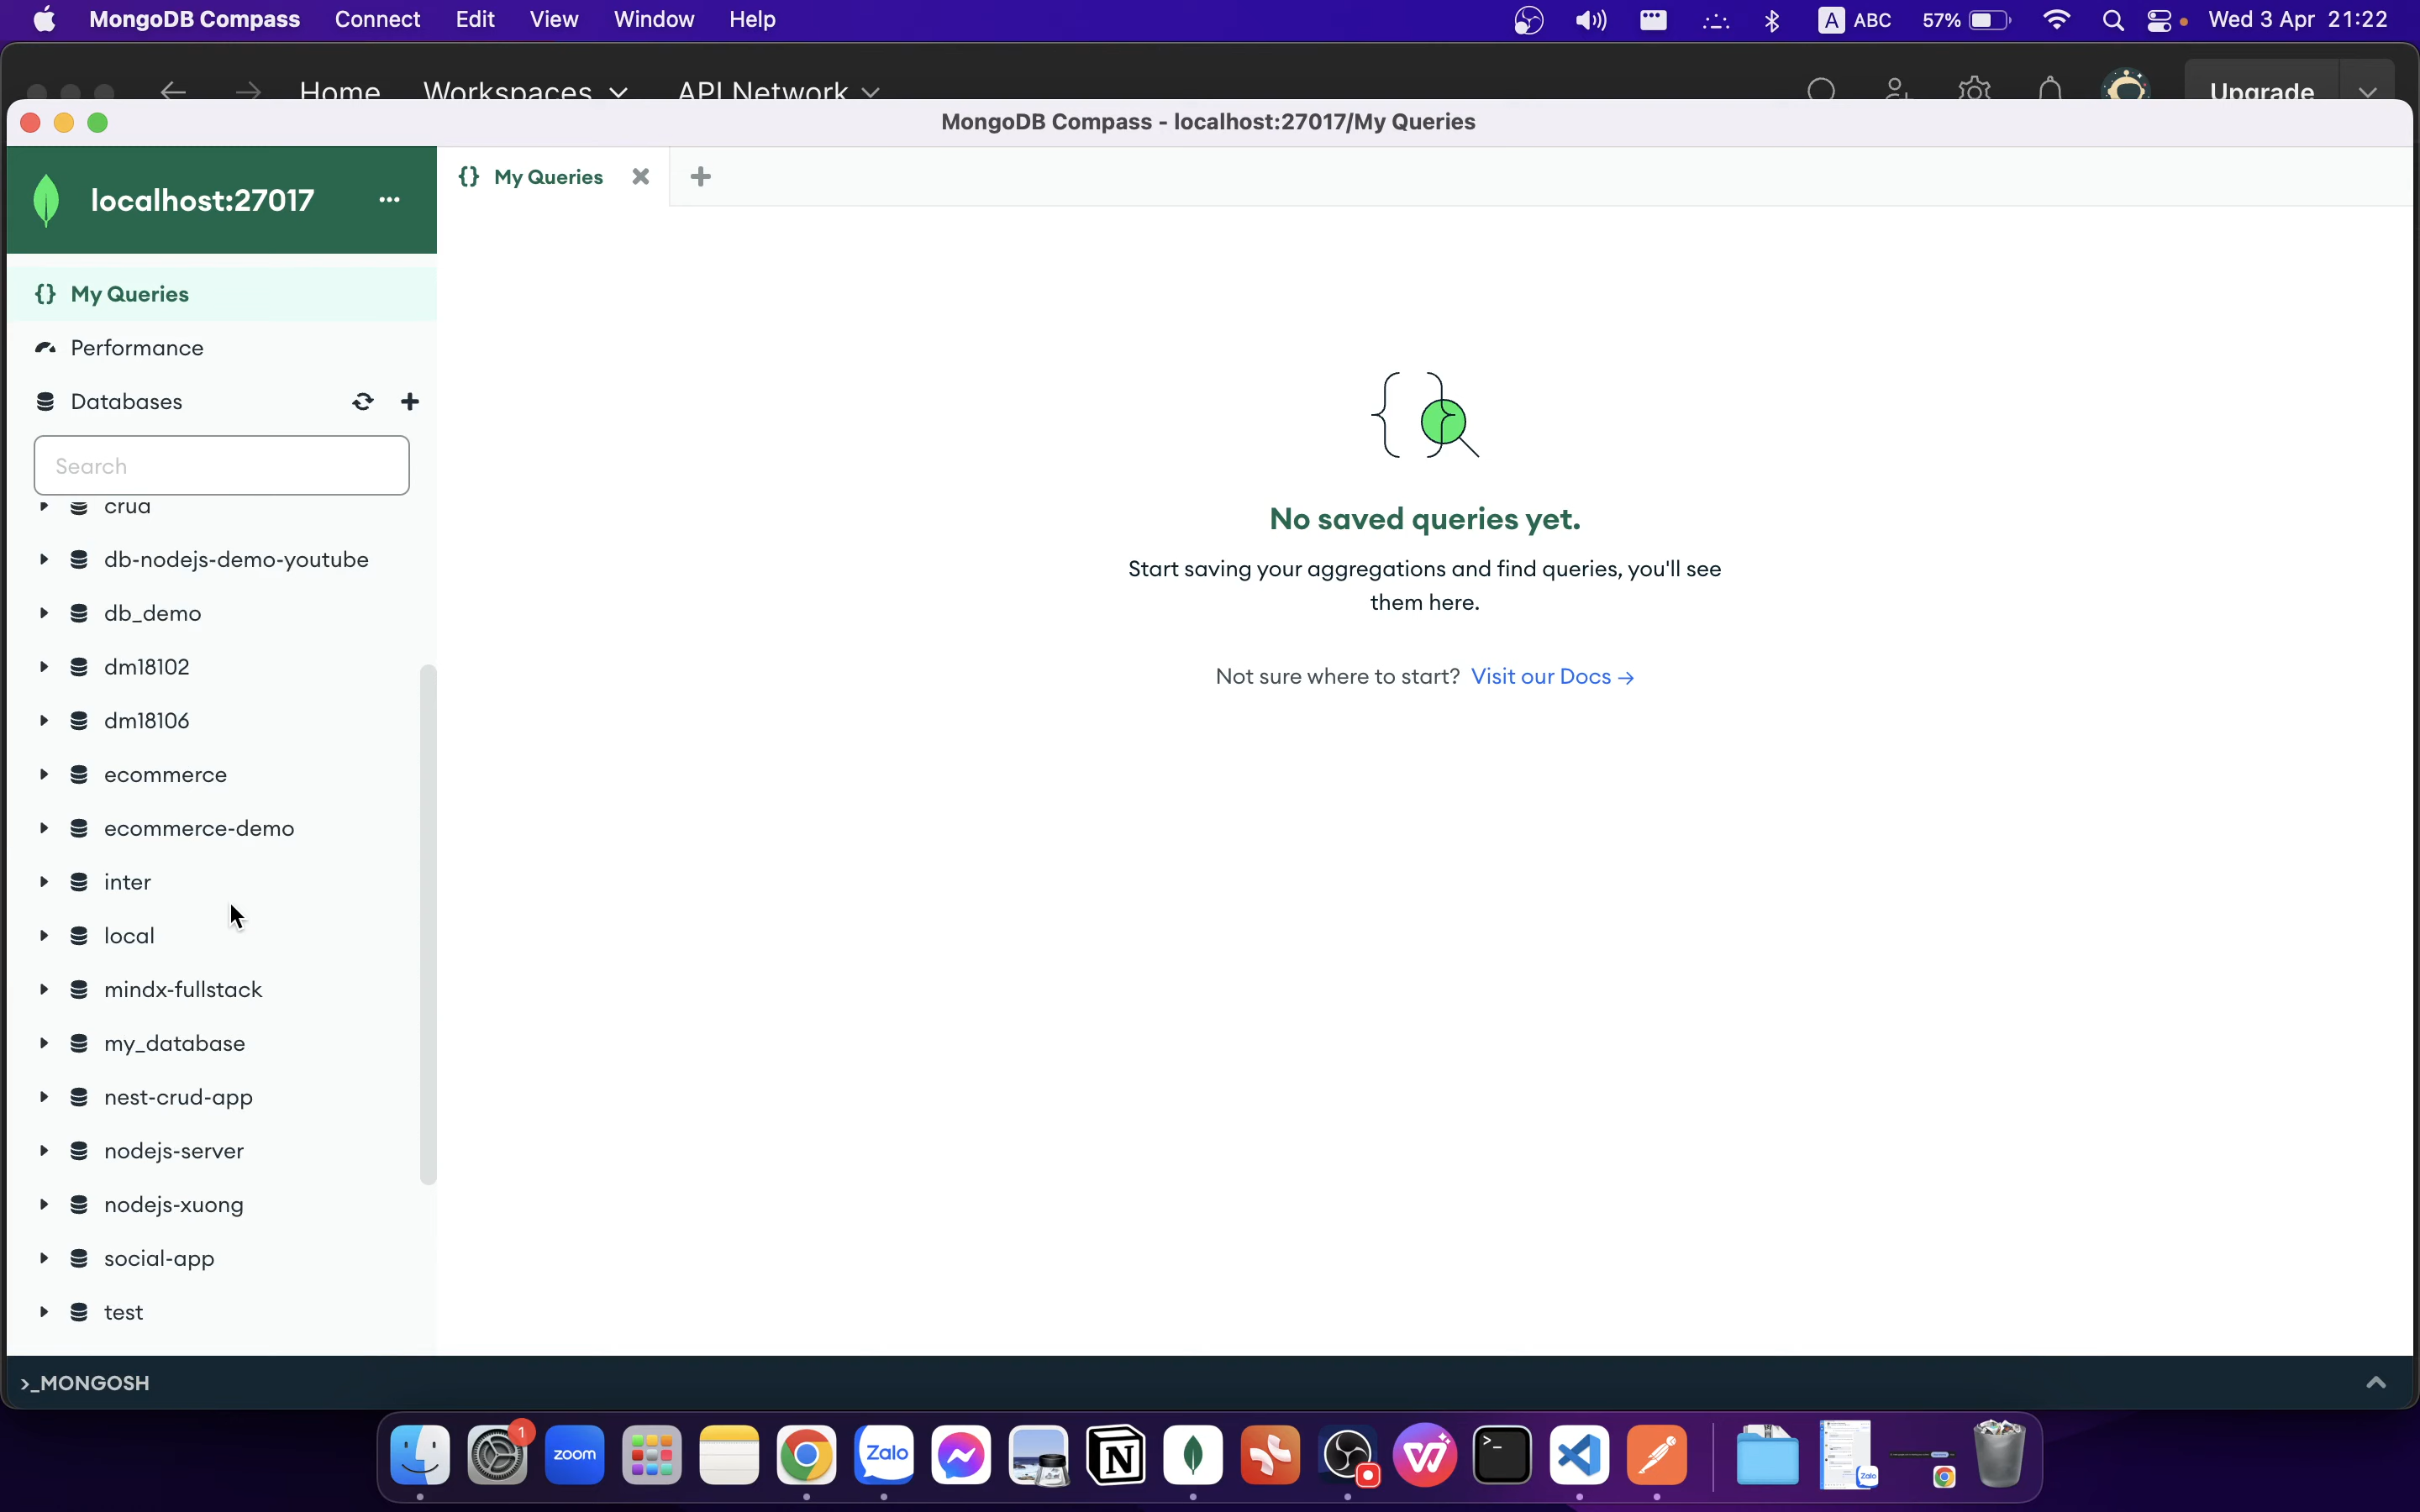 MongoDB Compass Connect Edit View Window Help
A ABC 57% Wed 3 Apr 21:22
Home Workspaces API Network Upgrade
MongoDB Compass - localhost:27017/My Queries
localhost:27017 ...
{} My Queries
{} My Queries
Performance
Databases
Search
crud
db-nodejs-demo-youtube
db_demo
dm18102
dm18106
ecommerce
ecommerce-demo
inter
local
mindx-fullstack
my_database
nest-crud-app
nodejs-server
nodejs-xuong
social-app
test
No saved queries yet.
Start saving your aggregations and find queries, you'll see
them here.
Not sure where to start? Visit our Docs →
>_MONGOSH
1
zoom
Zalo
N
W
>_
Zalo